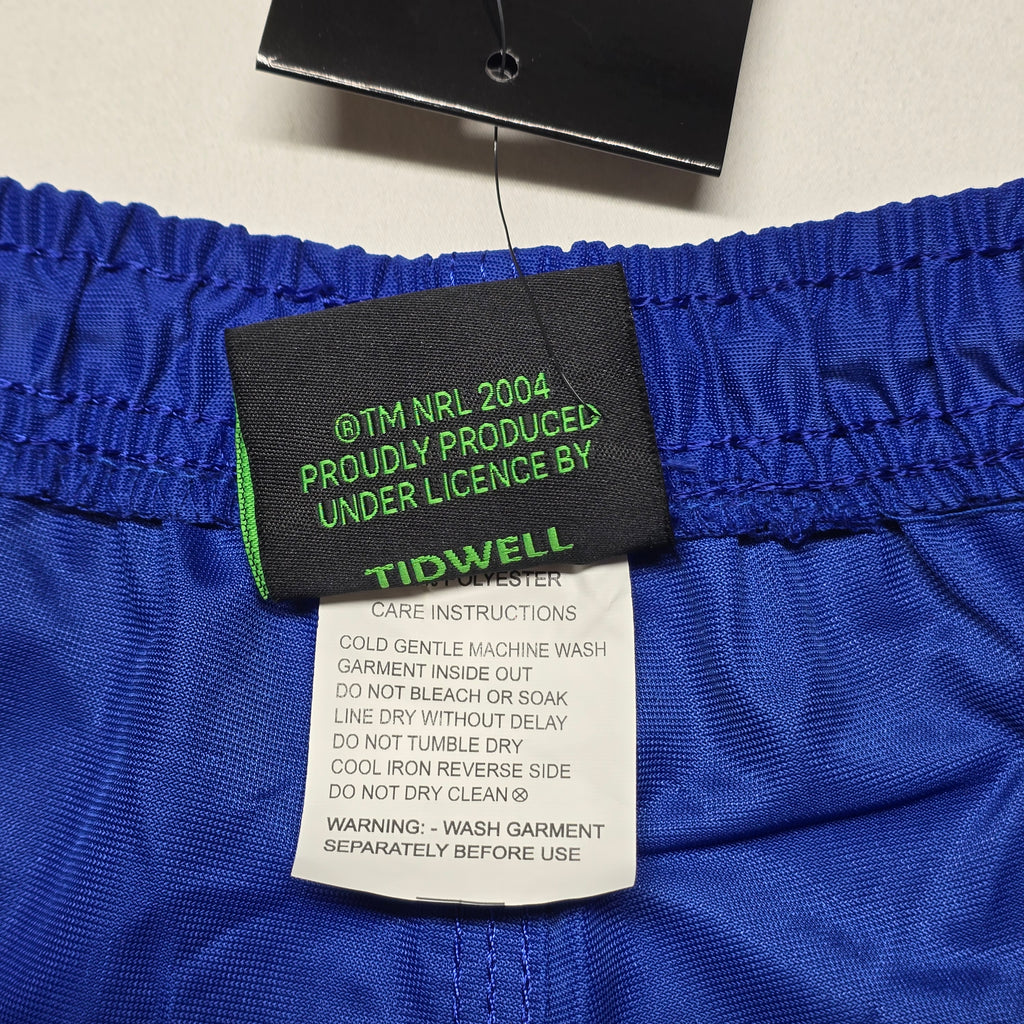 ®TM NRL 2004
PROUDLY PRODUCED
UNDER LICENCE BY
TIDWELL
POLYESTER
CARE INSTRUCTIONS
COLD GENTLE MACHINE WASH
GARMENT INSIDE OUT
DO NOT BLEACH OR SOAK
LINE DRY WITHOUT DELAY
DO NOT TUMBLE DRY
COOL IRON REVERSE SIDE
DO NOT DRY CLEAN
WARNING: - WASH GARMENT
SEPARATELY BEFORE USE